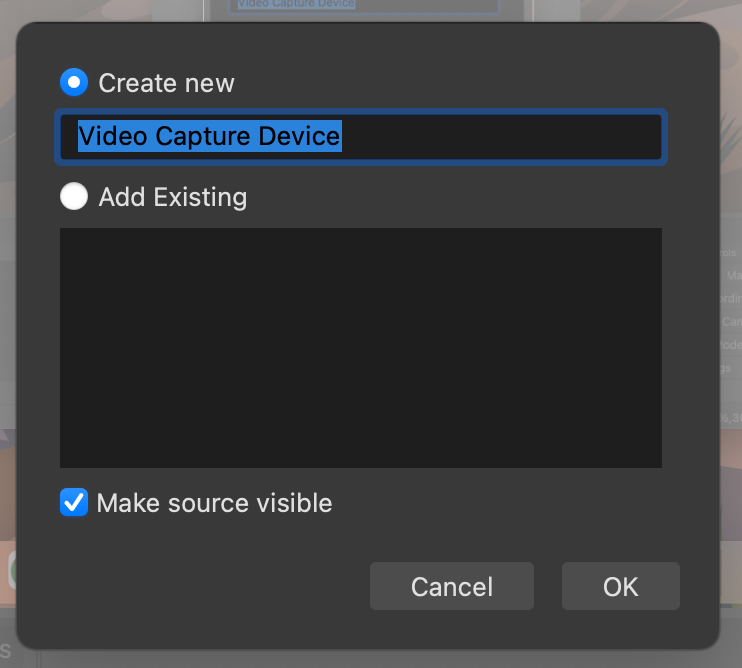 Video Capture Device
Create new
Video Capture Device
Add Existing
Make source visible
Cancel
OK